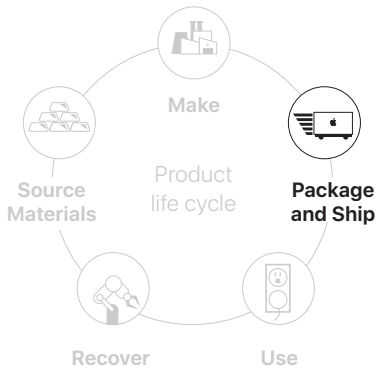 Make
Product
life cycle
Source
Materials
Package
and Ship
Recover
Use